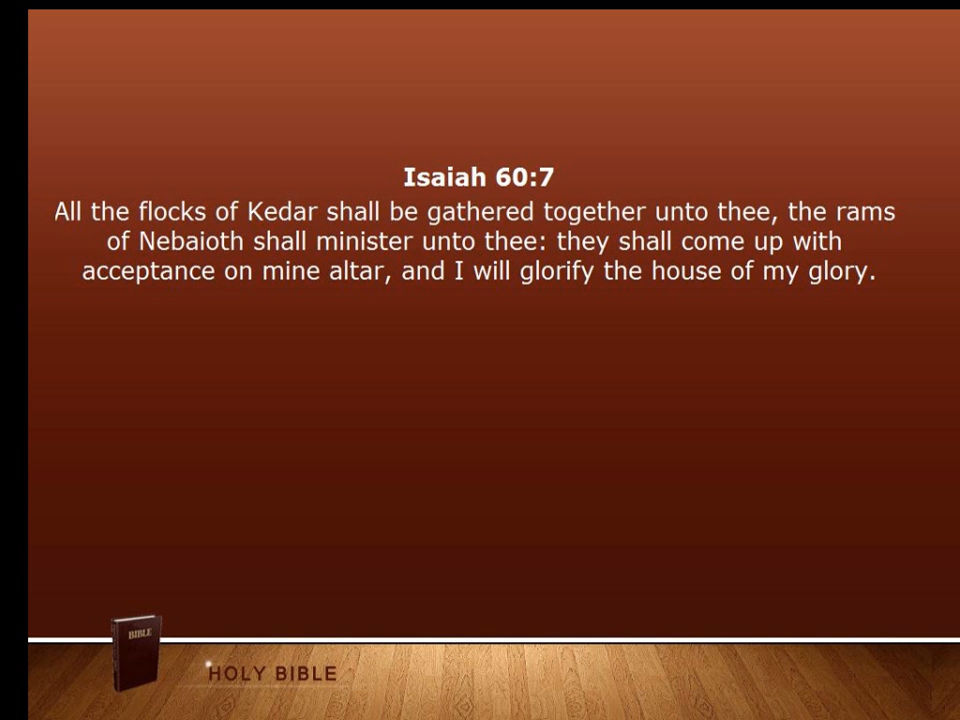 Isaiah 60:7
All the flocks of Kedar shall be gathered together unto thee, the rams
of Nebaioth shall minister unto thee: they shall come up with
acceptance on mine altar, and I will glorify the house of my glory.
BIBLE
HOLY BIBLE